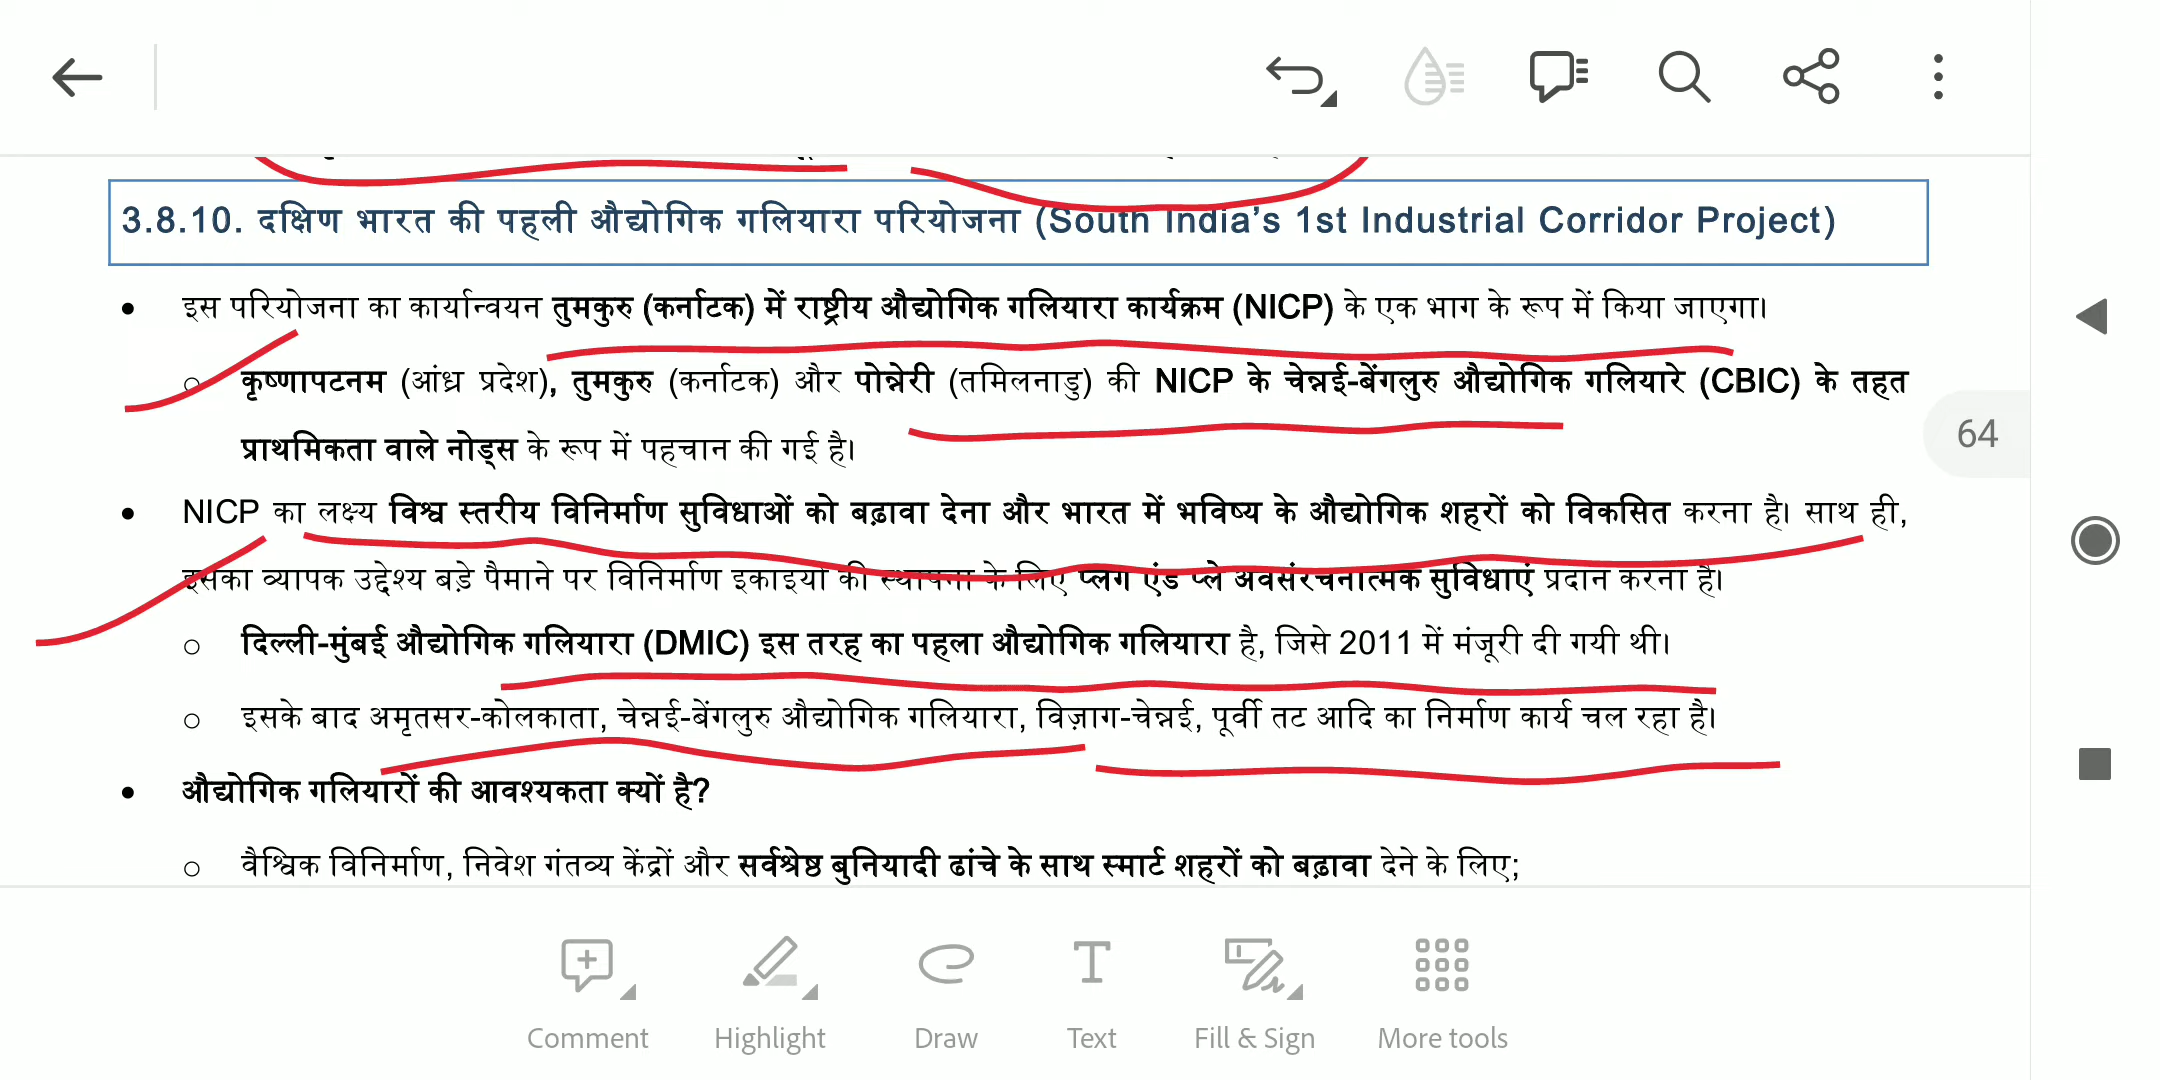 3.8.10. दक्षिण भारत की पहली औद्योगिक गलियारा परियोजना (South India's 1st Industrial Corridor Project)
• इस परियोजना का कार्यान्वयन तुमकुरु (कर्नाटक) में राष्ट्रीय औद्योगिक गलियारा कार्यक्रम (NICP) के एक भाग के रूप में किया जाएगा।
○ कृष्णापटनम (आंध्र प्रदेश), तुमकुरु (कर्नाटक) और पोन्नेरी (तमिलनाडु) की NICP के चेन्नई-बेंगलुरु औद्योगिक गलियारे (CBIC) के तहत
प्राथमिकता वाले नोड्स के रूप में पहचान की गई है।
64
• NICP का लक्ष्य विश्व स्तरीय विनिर्माण सुविधाओं को बढ़ावा देना और भारत में भविष्य के औद्योगिक शहरों को विकसित करना है। साथ ही,
इसका व्यापक उद्देश्य बड़े पैमाने पर विनिर्माण इकाइयों की स्थापना के लिए प्लग एंड प्ले अवसंरचनात्मक सुविधाएं प्रदान करना है।
○ दिल्ली-मुंबई औद्योगिक गलियारा (DMIC) इस तरह का पहला औद्योगिक गलियारा है, जिसे 2011 में मंजूरी दी गयी थी।
○ इसके बाद अमृतसर-कोलकाता, चेन्नई-बेंगलुरु औद्योगिक गलियारा, विज़ाग-चेन्नई, पूर्वी तट आदि का निर्माण कार्य चल रहा है।
• औद्योगिक गलियारों की आवश्यकता क्यों है?
○ वैश्विक विनिर्माण, निवेश गंतव्य केंद्रों और सर्वश्रेष्ठ बुनियादी ढांचे के साथ स्मार्ट शहरों को बढ़ावा देने के लिए;
Comment Highlight Draw Text Fill & Sign More tools